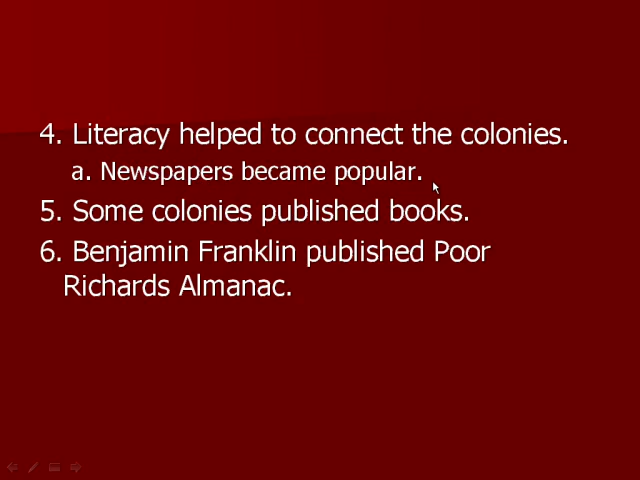 4. Literacy helped to connect the colonies.
a. Newspapers became popular.
5. Some colonies published books.
6. Benjamin Franklin published Poor
Richards Almanac.